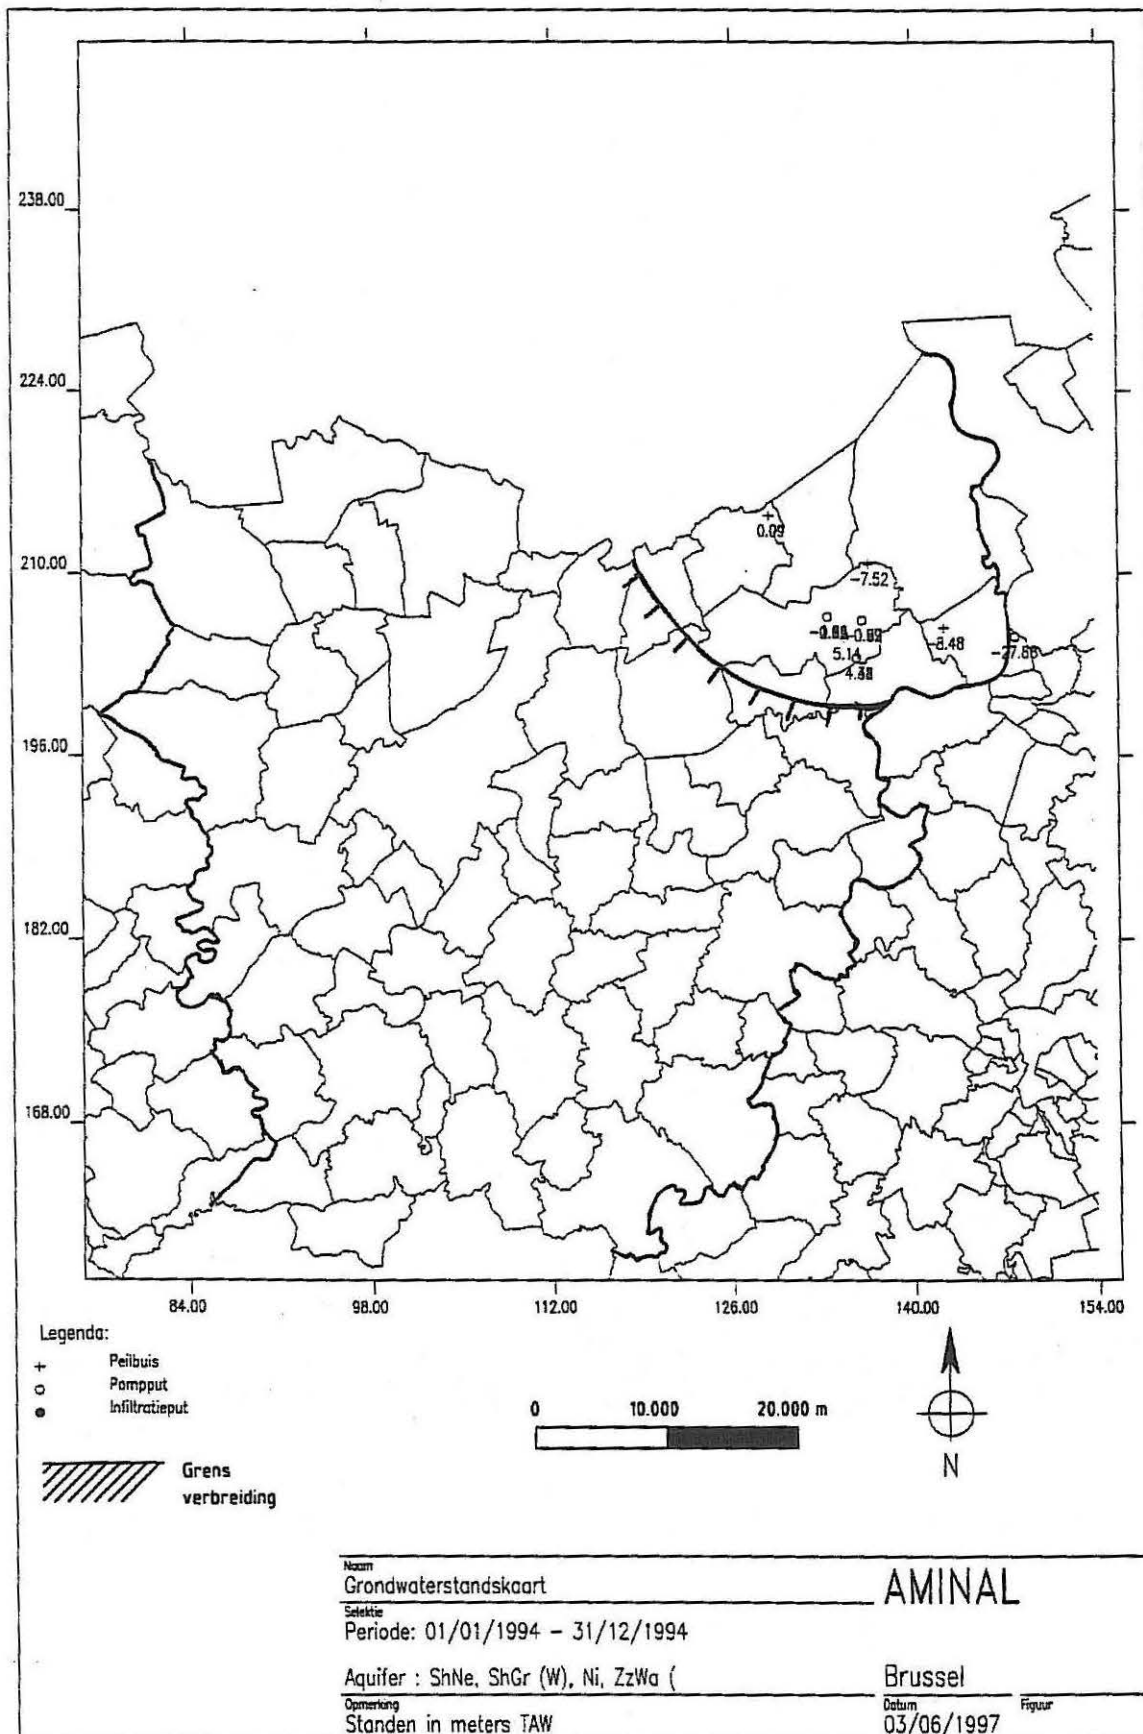 238.00
224.00
210.00
196.00
182.00
168.00
0.09
-7.52
5.14
-27.66
84.00 98.00 112.00 126.00 140.00 154.00
Legenda:
+ Peilbuis
Pompput
Infiltratieput
0 10.000 20.000 m
N
Grens
verbreiding
Naam
Grondwaterstandskaart
AMINAL
Selektie
Periode: 01/01/1994 - 31/12/1994
Aquifer : ShNe, ShGr (W), Ni, ZzWa (
Brussel
Opmerking
Standen in meters TAW
Datum
03/06/1997
Figuur